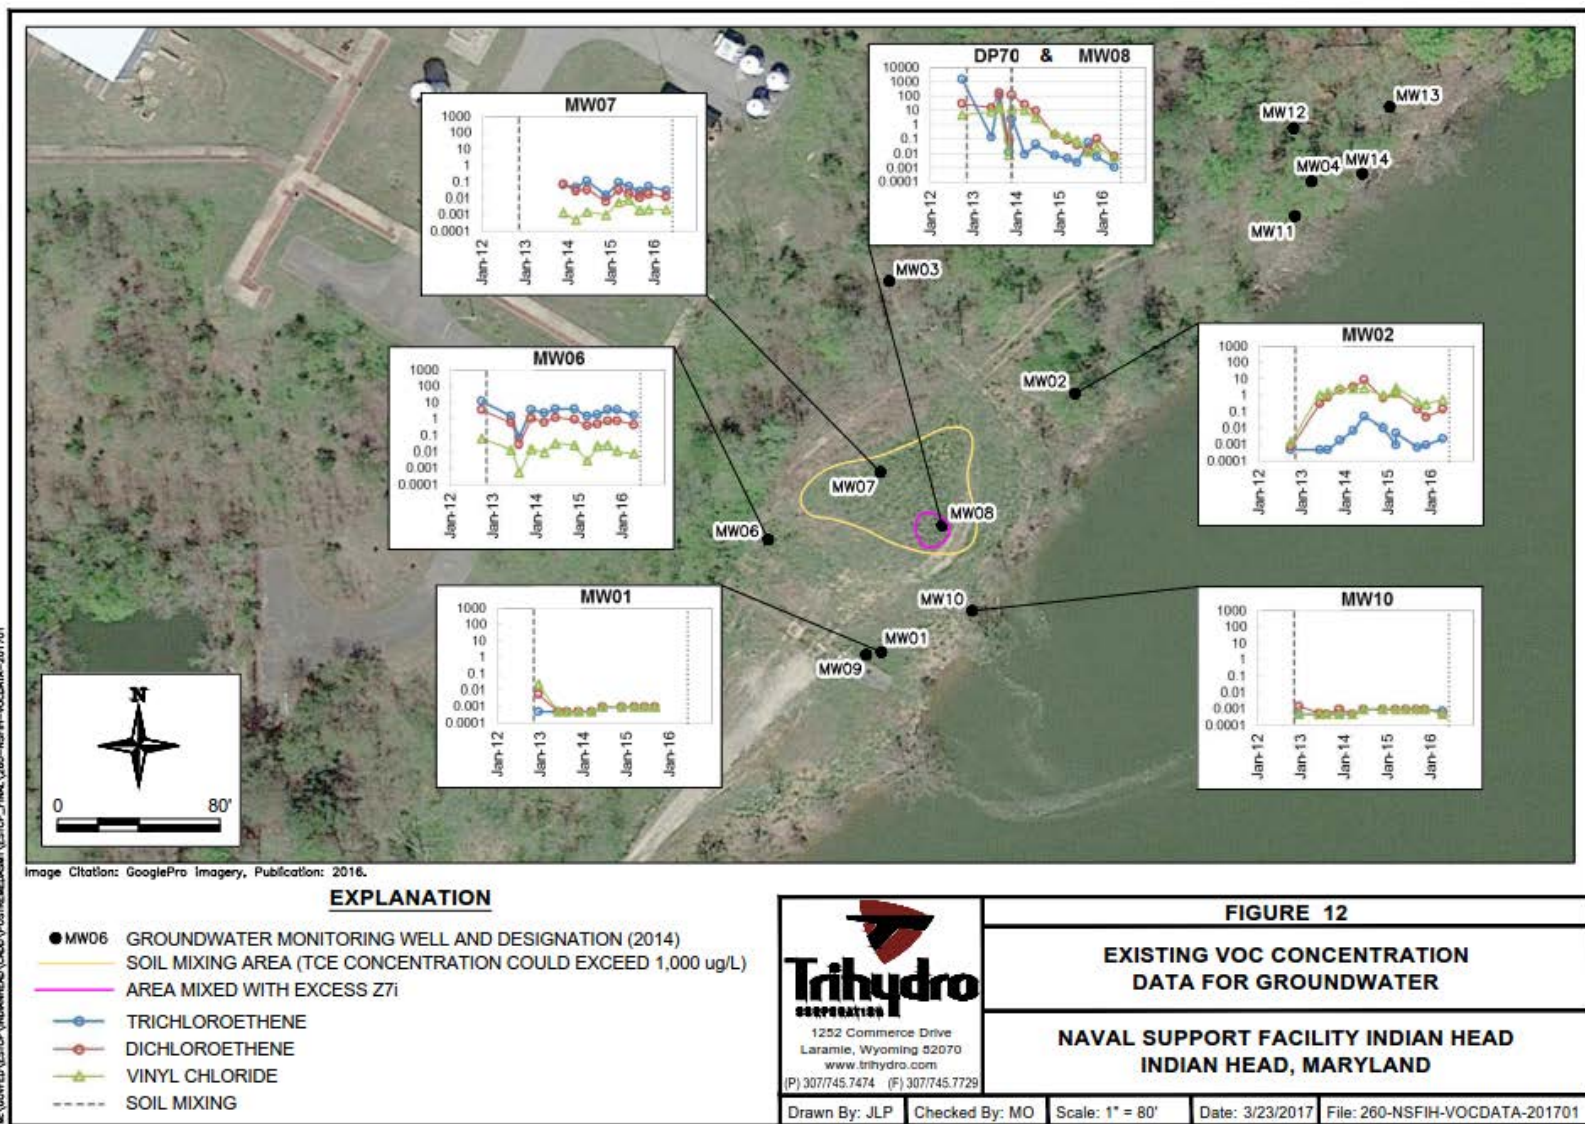 DP70 & MW08
10000
1000
100
10
1
0.1
0.01
0.001
0.0001
Jan-12
Jan-13
Jan-14
Jan-15
Jan-16
MW07
1000
100
10
1
0.1
0.01
0.001
0.0001
Jan-12
Jan-13
Jan-14
Jan-15
Jan-16
MW13
MW12
MW04
MW14
MW11
MW03
MW06
1000
100
10
1
0.1
0.01
0.001
0.0001
Jan-12
Jan-13
Jan-14
Jan-15
Jan-16
MW02
1000
100
10
1
0.1
0.01
0.001
0.0001
Jan-12
Jan-13
Jan-14
Jan-15
Jan-16
MW02
MW07
MW08
MW06
MW01
1000
100
10
1
0.1
0.01
0.001
0.0001
Jan-12
Jan-13
Jan-14
Jan-15
Jan-16
MW10
MW01
MW09
MW10
1000
100
10
1
0.1
0.01
0.001
0.0001
Jan-12
Jan-13
Jan-14
Jan-15
Jan-16
N
0 80'
Image Citation: GooglePro Imagery, Publication: 2016.
EXPLANATION
MW06 GROUNDWATER MONITORING WELL AND DESIGNATION (2014)
SOIL MIXING AREA (TCE CONCENTRATION COULD EXCEED 1,000 ug/L)
AREA MIXED WITH EXCESS Z7i
TRICHLOROETHENE
DICHLOROETHENE
VINYL CHLORIDE
SOIL MIXING
Trihydro
CORPORATION
1252 Commerce Drive
Laramie, Wyoming 82070
www.trihydro.com
(P) 307/745.7474 (F) 307/745.7729
FIGURE 12
EXISTING VOC CONCENTRATION
DATA FOR GROUNDWATER
NAVAL SUPPORT FACILITY INDIAN HEAD
INDIAN HEAD, MARYLAND
Drawn By: JLP
Checked By: MO
Scale: 1" = 80'
Date: 3/23/2017
File: 260-NSFIH-VOCDATA-201701